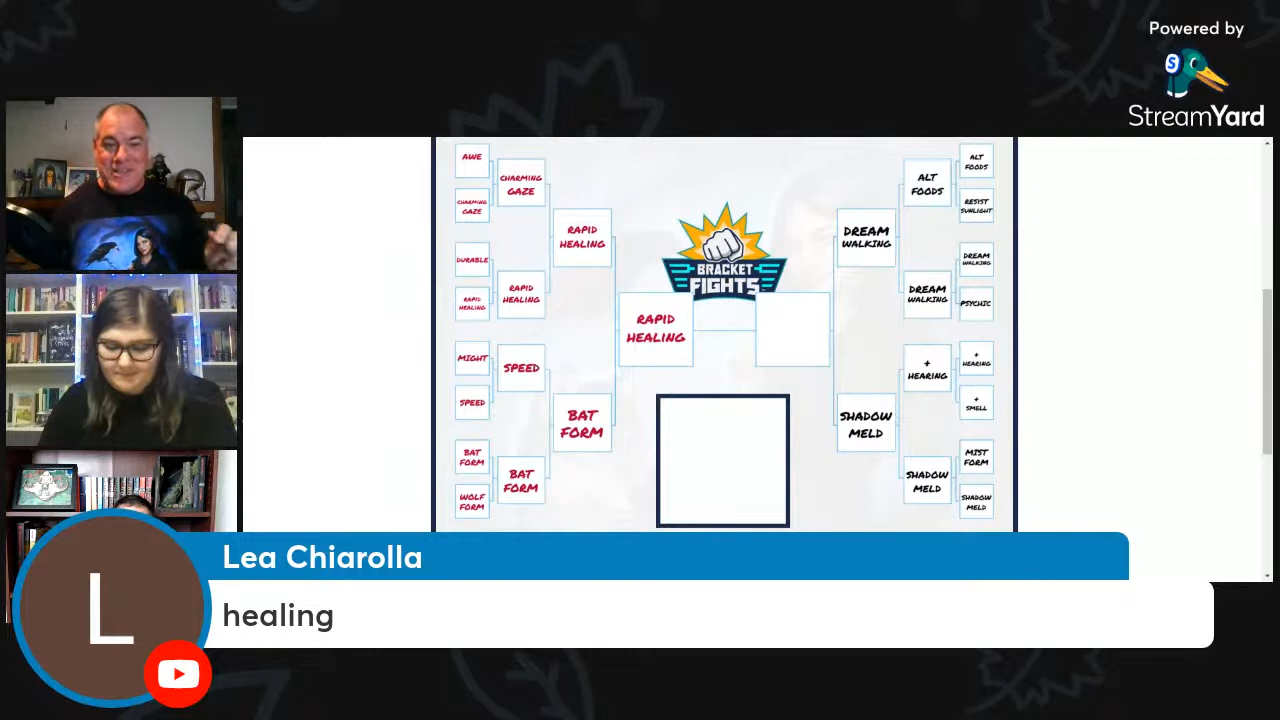 Powered by
StreamYard
AWE
CHARMING
GAZE
DURABLE
RAPID
HEALING
MIGHT
SPEED
BAT
FORM
WOLF
FORM
CHARMING
GAZE
RAPID
HEALING
SPEED
BAT
FORM
RAPID
HEALING
BAT
FORM
RAPID
HEALING
BRACKET
FIGHTS
DREAM
WALKING
SHADOW
MELD
ALT
FOODS
DREAM
WALKING
+
HEARING
SHADOW
MELD
ALT
FOODS
RESIST
SUNLIGHT
DREAM
WALKING
PSYCHIC
+
HEARING
+
SMELL
MIST
FORM
SHADOW
MELD
Lea Chiarolla
L
healing